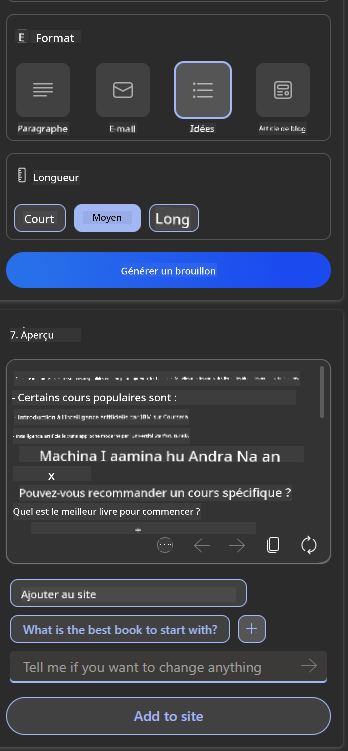 Format
Paragraphe
E-mail
Idées
Article de blog
Longueur
Court
Moyen
Long
Générer un brouillon
7. Aperçu
- Certains cours populaires sont :
- Introduction à l'intelligence artificielle par IBM sur Coursera
Machina I aamina hu Andra Na an
x
Pouvez-vous recommander un cours spécifique ?
Quel est le meilleur livre pour commencer ?
Ajouter au site
What is the best book to start with?
+
Tell me if you want to change anything
Add to site